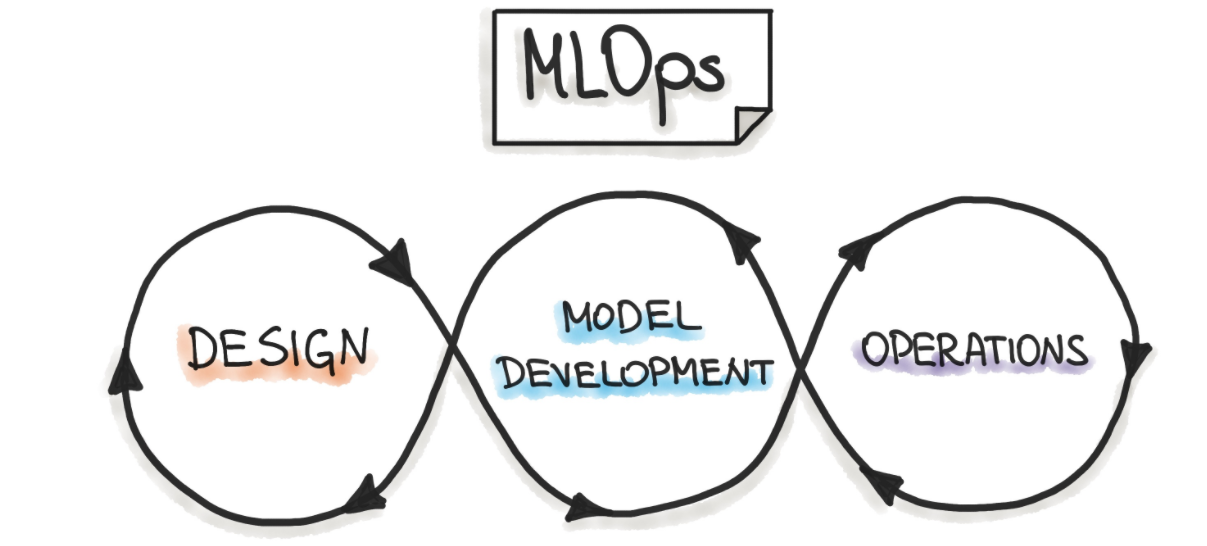 MLOps
DESIGN
MODEL
DEVELOPMENT
OPERATIONS